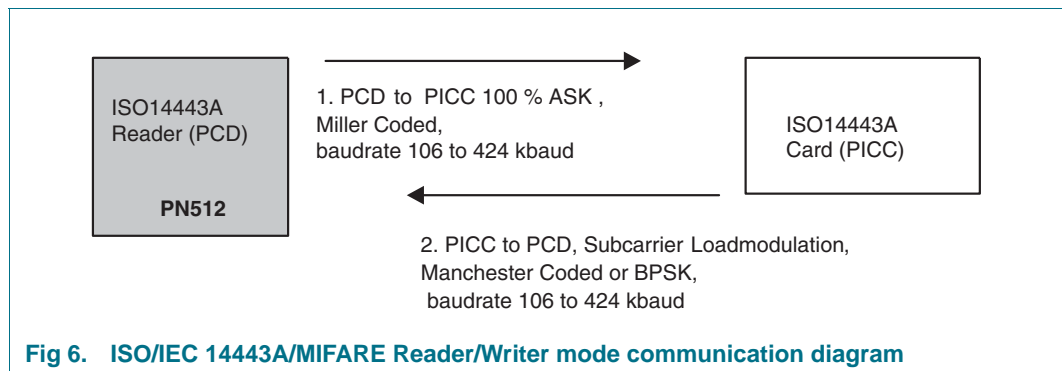 ISO14443A
Reader (PCD)
PN512
1. PCD to PICC 100 % ASK ,
Miller Coded,
baudrate 106 to 424 kbaud
ISO14443A
Card (PICC)
2. PICC to PCD, Subcarrier Loadmodulation,
Manchester Coded or BPSK,
baudrate 106 to 424 kbaud
Fig 6. ISO/IEC 14443A/MIFARE Reader/Writer mode communication diagram